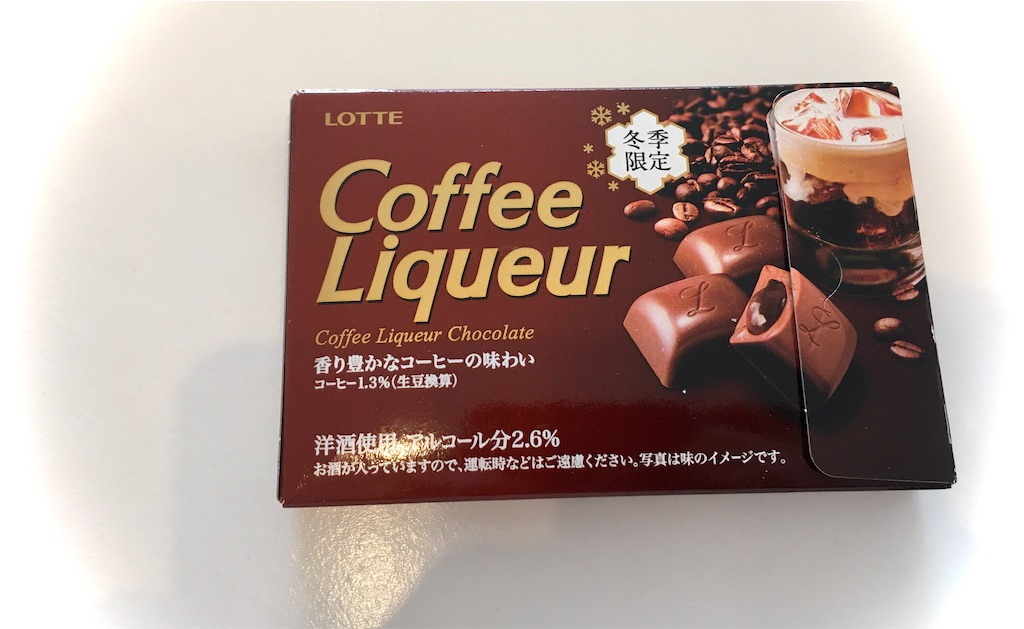 LOTTE
冬季
限定
Coffee
Liqueur
Coffee Liqueur Chocolate
香り豊かなコーヒーの味わい
コーヒー1.3%(生豆換算)
洋酒使用 アルコール分2.6%
お酒が入っていますので、運転時などはご遠慮ください。写真は味のイメージです。
L
L
L